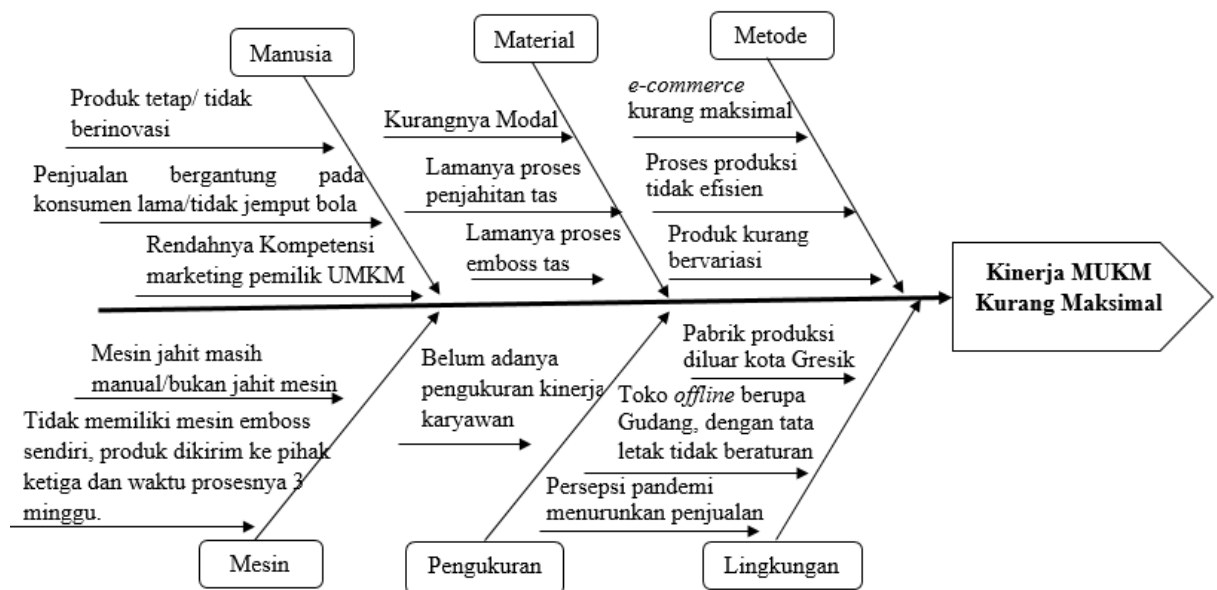 Manusia
Material
Metode
Produk tetap/ tidak
berinovasi
Penjualan bergantung pada
konsumen lama/tidak jemput bola
Rendahnya Kompetensi
marketing pemilik UMKM
Kurangnya Modal
Lamanya proses
penjahitan tas
Lamanya proses
emboss tas
e-commerce
kurang maksimal
Proses produksi
tidak efisien
Produk kurang
bervariasi
Kinerja MUKM
Kurang Maksimal
Mesin jahit masih
manual/bukan jahit mesin
Tidak memiliki mesin emboss
sendiri, produk dikirim ke pihak
ketiga dan waktu prosesnya 3
minggu.
Belum adanya
pengukuran kinerja
karyawan
Pabrik produksi
diluar kota Gresik
Toko offline berupa
Gudang, dengan tata
letak tidak beraturan
Persepsi pandemi
menurunkan penjualan
Mesin
Pengukuran
Lingkungan